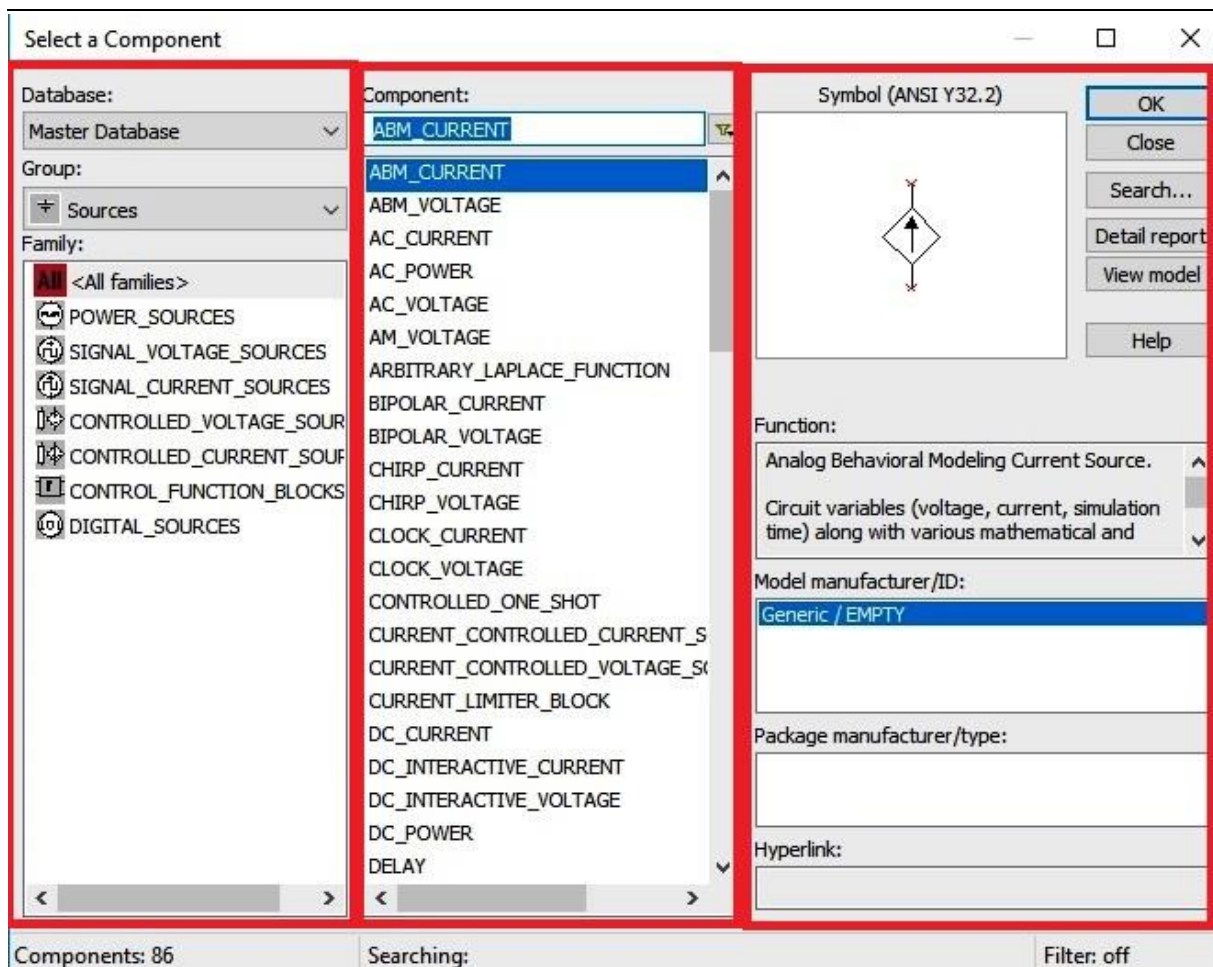 Select a Component
Database:
Master Database
Group:
Sources
Family:
All <All families>
POWER_SOURCES
SIGNAL_VOLTAGE_SOURCES
SIGNAL_CURRENT_SOURCES
CONTROLLED_VOLTAGE_SOUR
CONTROLLED_CURRENT_SOUR
CONTROL_FUNCTION_BLOCKS
DIGITAL_SOURCES
Component:
ABM_CURRENT
ABM_CURRENT
ABM_VOLTAGE
AC_CURRENT
AC_POWER
AC_VOLTAGE
AM_VOLTAGE
ARBITRARY_LAPLACE_FUNCTION
BIPOLAR_CURRENT
BIPOLAR_VOLTAGE
CHIRP_CURRENT
CHIRP_VOLTAGE
CLOCK_CURRENT
CLOCK_VOLTAGE
CONTROLLED_ONE_SHOT
CURRENT_CONTROLLED_CURRENT_S
CURRENT_CONTROLLED_VOLTAGE_SO
CURRENT_LIMITER_BLOCK
DC_CURRENT
DC_INTERACTIVE_CURRENT
DC_INTERACTIVE_VOLTAGE
DC_POWER
DELAY
Symbol (ANSI Y32.2)
OK
Close
Search...
Detail report
View model
Help
Function:
Analog Behavioral Modeling Current Source.
Circuit variables (voltage, current, simulation
time) along with various mathematical and
Model manufacturer/ID:
Generic / EMPTY
Package manufacturer/type:
Hyperlink:
Components: 86
Searching:
Filter: off